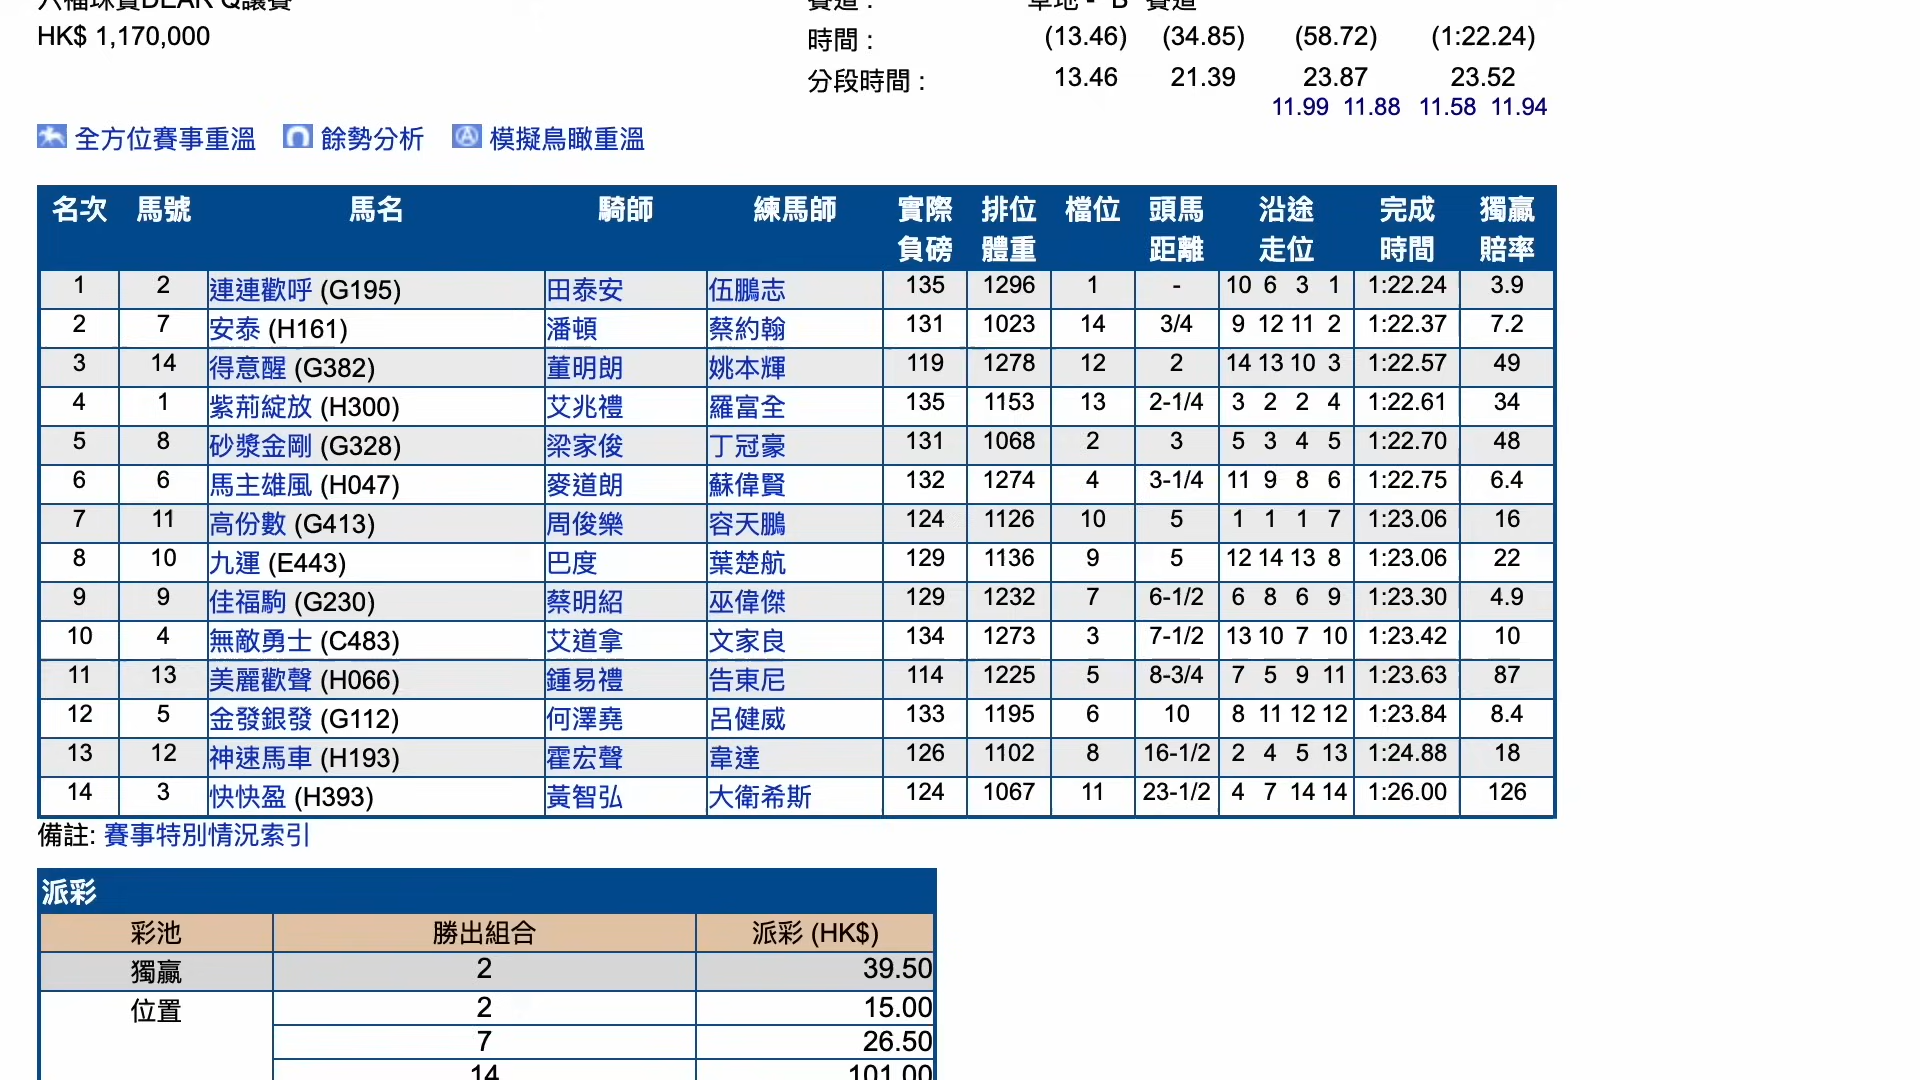 六福珠寶DEAR Q讓賽 賽道 : 草地 - "B" 賽道
HK$ 1,170,000 時間 : (13.46) (34.85) (58.72) (1:22.24)
分段時間 : 13.46 21.39 23.87 23.52
11.99 11.88 11.58 11.94
全方位賽事重溫 餘勢分析 模擬鳥瞰重溫
名次 馬號 馬名 騎師 練馬師 實際負磅 排位體重 檔位 頭馬距離 沿途走位 完成時間 獨贏賠率
1 2 連連歡呼 (G195) 田泰安 伍鵬志 135 1296 1 - 10 6 3 1 1:22.24 3.9
2 7 安泰 (H161) 潘頓 蔡約翰 131 1023 14 3/4 9 12 11 2 1:22.37 7.2
3 14 得意醒 (G382) 董明朗 姚本輝 119 1278 12 2 14 13 10 3 1:22.57 49
4 1 紫荊綻放 (H300) 艾兆禮 羅富全 135 1153 13 2-1/4 3 2 2 4 1:22.61 34
5 8 砂漿金剛 (G328) 梁家俊 丁冠豪 131 1068 2 3 5 3 4 5 1:22.70 48
6 6 馬主雄風 (H047) 麥道朗 蘇偉賢 132 1274 4 3-1/4 11 9 8 6 1:22.75 6.4
7 11 高份數 (G413) 周俊樂 容天鵬 124 1126 10 5 1 1 1 7 1:23.06 16
8 10 九運 (E443) 巴度 葉楚航 129 1136 9 5 12 14 13 8 1:23.06 22
9 9 佳福駒 (G230) 蔡明紹 巫偉傑 129 1232 7 6-1/2 6 8 6 9 1:23.30 4.9
10 4 無敵勇士 (C483) 艾道拿 文家良 134 1273 3 7-1/2 13 10 7 10 1:23.42 10
11 13 美麗歡聲 (H066) 鍾易禮 告東尼 114 1225 5 8-3/4 7 5 9 11 1:23.63 87
12 5 金發銀發 (G112) 何澤堯 呂健威 133 1195 6 10 8 11 12 12 1:23.84 8.4
13 12 神速馬車 (H193) 霍宏聲 韋達 126 1102 8 16-1/2 2 4 5 13 1:24.88 18
14 3 快快盈 (H393) 黃智弘 大衛希斯 124 1067 11 23-1/2 4 7 14 14 1:26.00 126
備註: 賽事特別情況索引
派彩
彩池 勝出組合 派彩 (HK$)
獨贏 2 39.50
位置 2 15.00
7 26.50
14 101.00